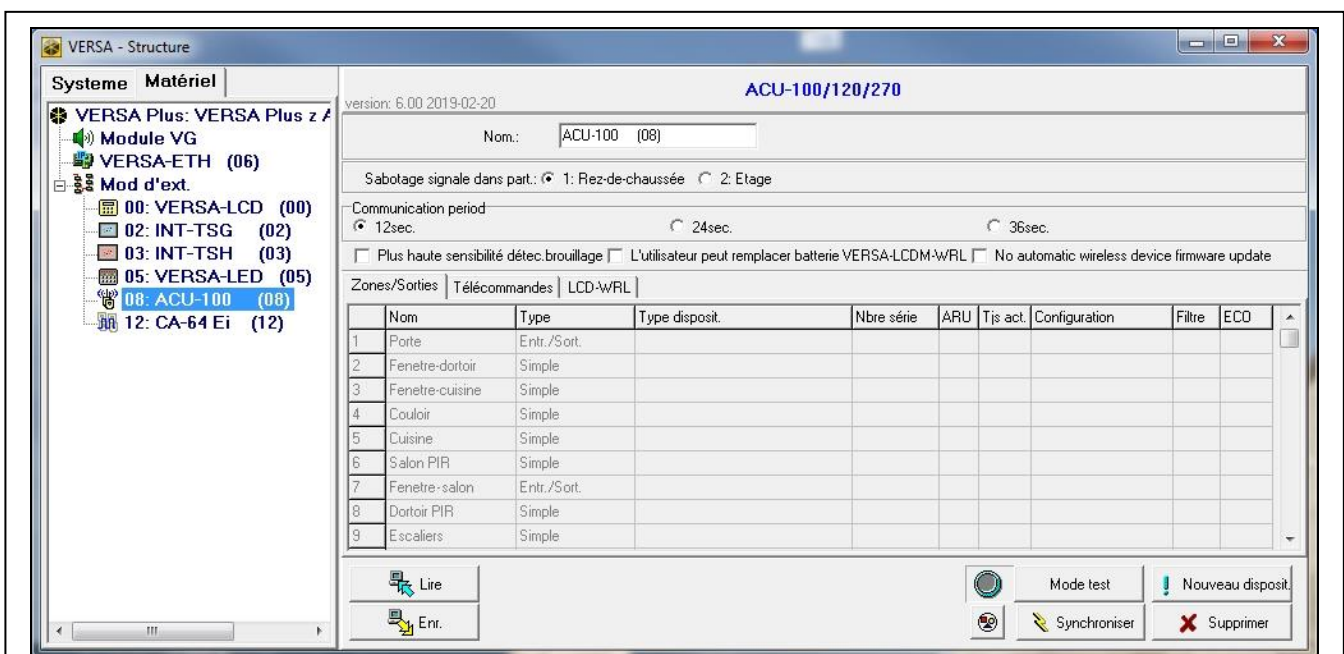 VERSA - Structure
Systeme Matériel
VERSA Plus: VERSA Plus z A
Module VG
VERSA-ETH (06)
Mod d'ext.
00: VERSA-LCD (00)
02: INT-TSG (02)
03: INT-TSH (03)
05: VERSA-LED (05)
08: ACU-100 (08)
12: CA-64 Ei (12)
version: 6.00 2019-02-20
ACU-100/120/270
Nom.: ACU-100 (08)
Sabotage signale dans part.: 1: Rez-de-chaussée 2: Etage
Communication period
12sec. 24sec. 36sec.
Plus haute sensibilité détec.brouillage L'utilisateur peut remplacer batterie VERSA-LCDM-WRL No automatic wireless device firmware update
Zones/Sorties Télécommandes LCD-WRL
Nom Type Type disposit. Nbre série ARU Tjs act. Configuration Filtre ECO
1 Porte Entr./Sort.
2 Fenetre-dortoir Simple
3 Fenetre-cuisine Simple
4 Couloir Simple
5 Cuisine Simple
6 Salon PIR Simple
7 Fenetre-salon Entr./Sort.
8 Dortoir PIR Simple
9 Escaliers Simple
Lire Mode test Nouveau disposit.
Enr. Synchroniser Supprimer